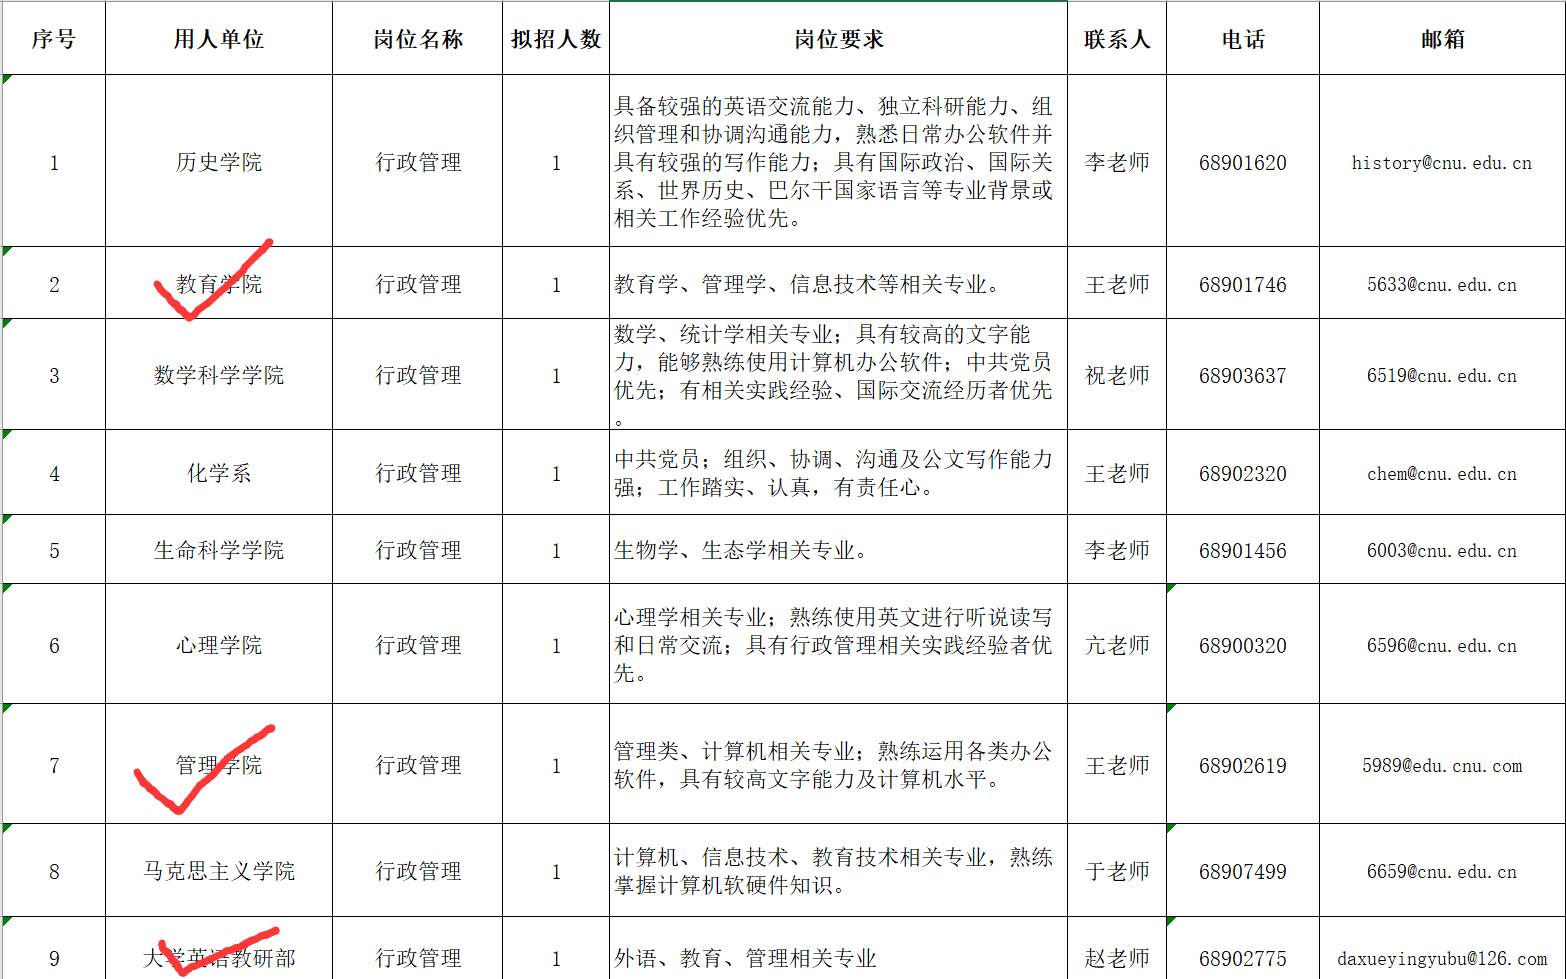 序号 用人单位 岗位名称 拟招人数 岗位要求 联系人 电话 邮箱
1 历史学院 行政管理 1 具备较强的英语交流能力、独立科研能力、组
织管理和协调沟通能力，熟悉日常办公软件并
具有较强的写作能力；具有国际政治、国际关
系、世界历史、巴尔干国家语言等专业背景或
相关工作经验优先。 李老师 68901620 history@cnu.edu.cn
2 教育学院 行政管理 1 教育学、管理学、信息技术等相关专业。 王老师 68901746 5633@cnu.edu.cn
3 数学科学学院 行政管理 1 数学、统计学相关专业；具有较高的文字能
力，能够熟练使用计算机办公软件；中共党员
优先；有相关实践经验、国际交流经历者优先
。 祝老师 68903637 6519@cnu.edu.cn
4 化学系 行政管理 1 中共党员；组织、协调、沟通及公文写作能力
强；工作踏实、认真，有责任心。 王老师 68902320 chem@cnu.edu.cn
5 生命科学学院 行政管理 1 生物学、生态学相关专业。 李老师 68901456 6003@cnu.edu.cn
6 心理学院 行政管理 1 心理学相关专业；熟练使用英文进行听说读写
和日常交流；具有行政管理相关实践经验者优
先。 亢老师 68900320 6596@cnu.edu.cn
7 管理学院 行政管理 1 管理类、计算机相关专业；熟练运用各类办公
软件，具有较高文字能力及计算机水平。 王老师 68902619 5989@edu.cnu.com
8 马克思主义学院 行政管理 1 计算机、信息技术、教育技术相关专业，熟练
掌握计算机软硬件知识。 于老师 68907499 6659@cnu.edu.cn
9 大学英语教研部 行政管理 1 外语、教育、管理相关专业 赵老师 68902775 daxueyingyubu@126.com